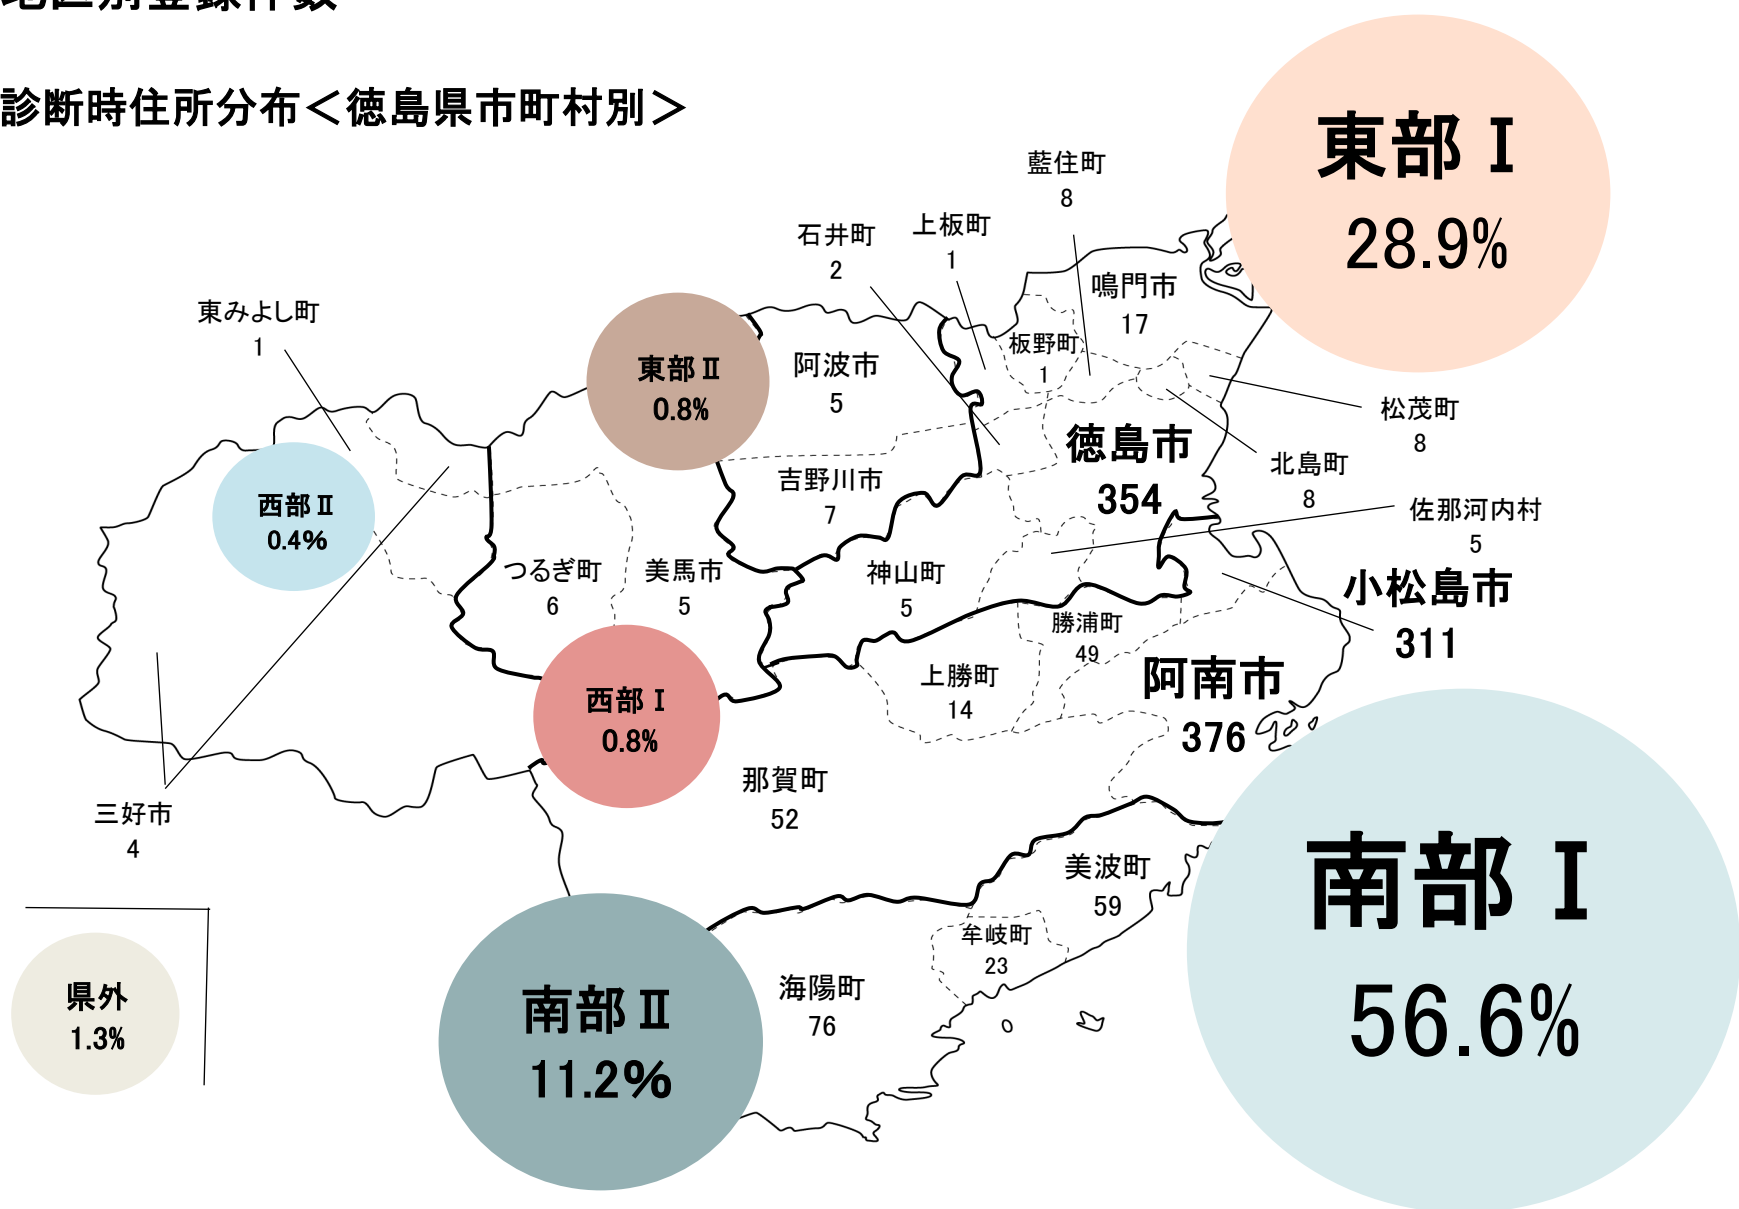 地区別登録件数
診断時住所分布＜徳島県市町村別＞
東部Ⅰ
28.9%
藍住町
8
上板町
1
石井町
2
鳴門市
17
東みよし町
1
板野町
1
東部Ⅱ
0.8%
阿波市
5
松茂町
8
徳島市
354
北島町
8
吉野川市
7
西部Ⅱ
0.4%
佐那河内村
5
つるぎ町
6
美馬市
5
神山町
5
小松島市
311
勝浦町
49
上勝町
14
阿南市
376
西部Ⅰ
0.8%
那賀町
52
三好市
4
美波町
59
南部Ⅰ
56.6%
牟岐町
23
海陽町
76
県外
1.3%
南部Ⅱ
11.2%